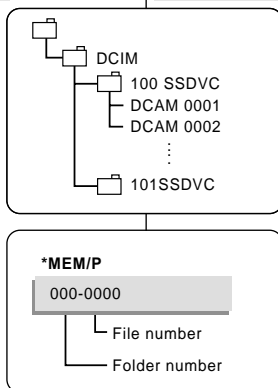 DCIM
100 SSDVC
DCAM 0001
DCAM 0002
101SSDVC
*MEM/P
000-0000
File number
Folder number